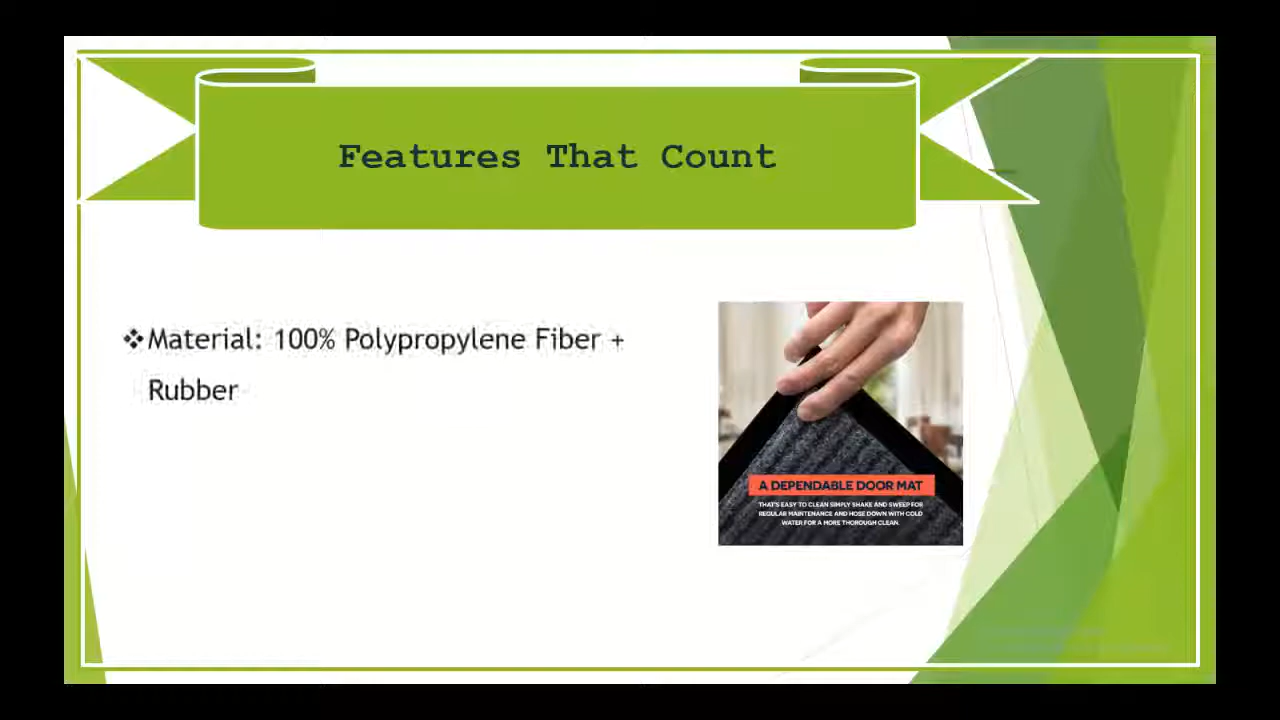 Features That Count
Material: 100% Polypropylene Fiber +
Rubber
A DEPENDABLE DOOR MAT
THAT'S EASY TO CLEAN SIMPLY SHAKE AND SWEEP FOR
REGULAR MAINTENANCE AND HOSE DOWN WITH COLD
WATER FOR A MORE THOROUGH CLEAN.